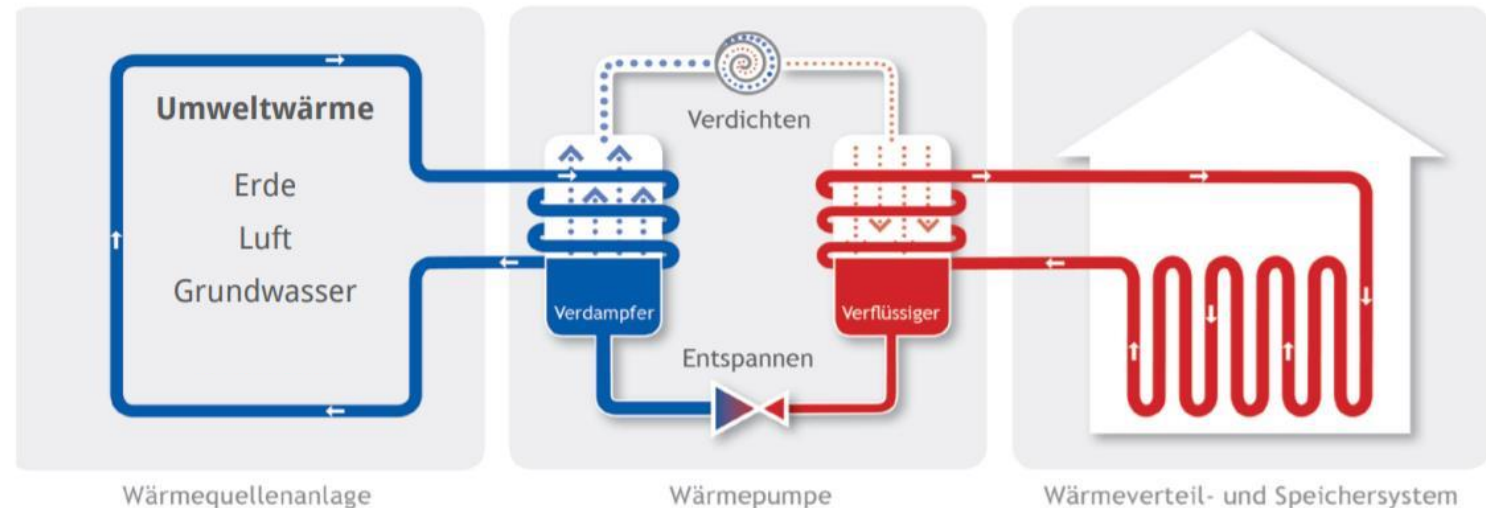 Umweltwärme
Erde
Luft
Grundwasser
Verdichten
Verdampfer
Verflüssiger
Entspannen
Wärmequellenanlage
Wärmepumpe
Wärmeverteil- und Speichersystem